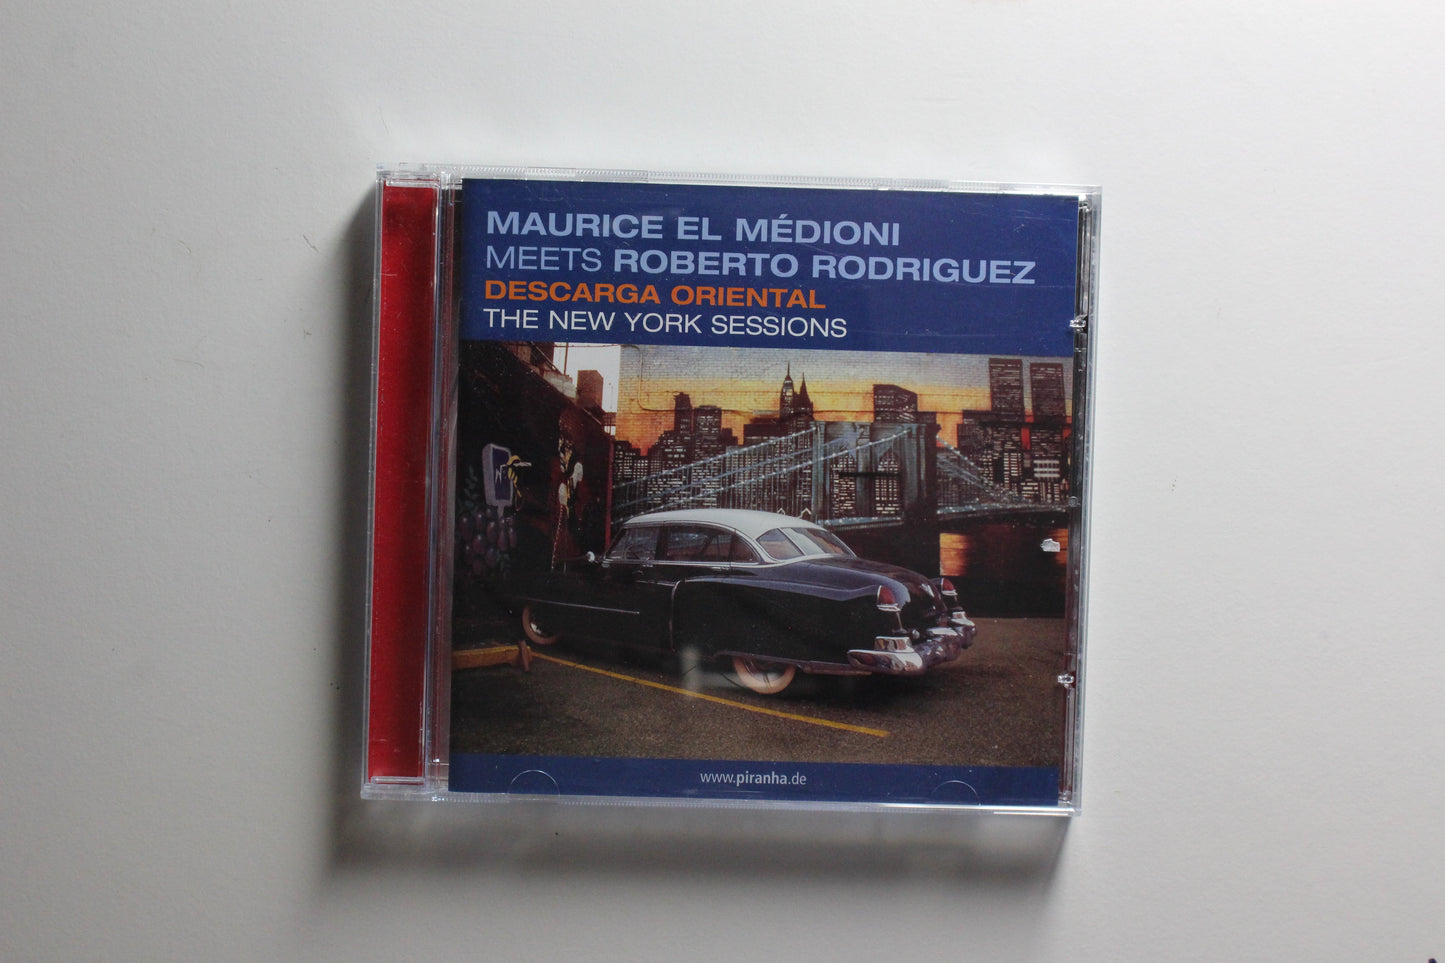 MAURICE EL MÉDIONI
MEETS ROBERTO RODRIGUEZ
DESCARGA ORIENTAL
THE NEW YORK SESSIONS
www.piranha.de